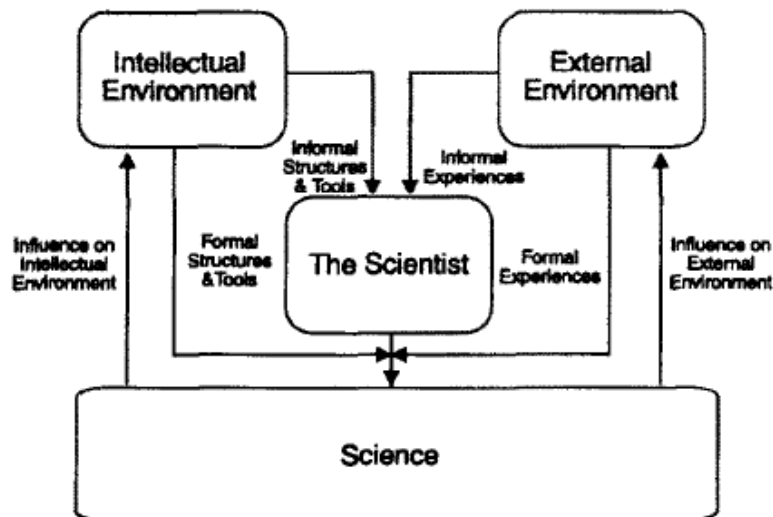 Intellectual
Environment
External
Environment
Informal
Structures
& Tools
Informal
Experiences
Influence on
Intellectual
Environment
Formal
Structures
& Tools
The Scientist
Formal
Experiences
Influence on
External
Environment
Science